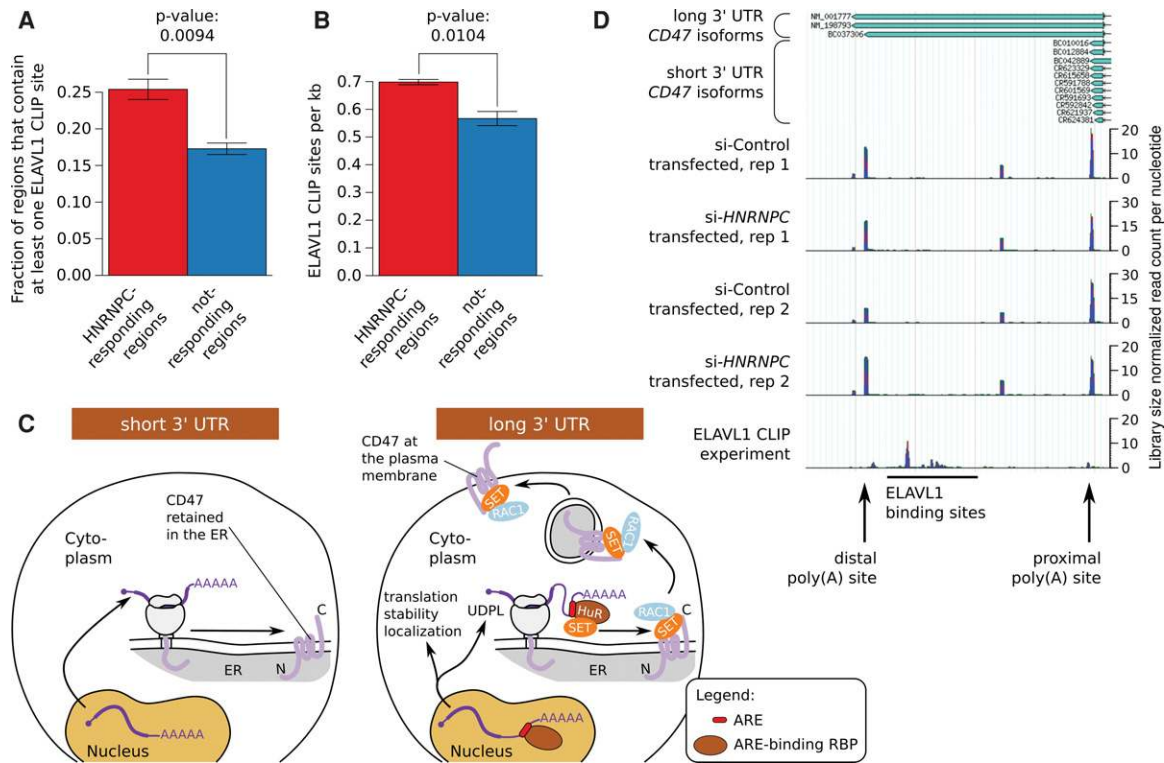 A
p-value:
0.0094
Fraction of regions that contain
at least one ELAVL1 CLIP site
0.25
0.20
0.15
0.10
0.05
0.00
HNRNPC-
responding
regions
not-
responding
regions
B
p-value:
0.0104
ELAVL1 CLIP sites per kb
0.7
0.6
0.5
0.4
0.3
0.2
0.1
0.0
HNRNPC-
responding
regions
not-
responding
regions
C
short 3' UTR
CD47
retained
in the ER
Cyto-
plasm
AAAAA
C
ER
N
AAAAA
Nucleus
long 3' UTR
CD47 at
the plasma
membrane
SET
RAC1
SET
RAC1
Cyto-
plasm
translation
stability
localization
UDPL
AAAAA
HuR
SET
RAC1
SET
C
ER
N
AAAAA
Nucleus
Legend:
ARE
ARE-binding RBP
D
long 3' UTR
CD47 isoforms
short 3' UTR
CD47 isoforms
NM_001777
NM_198793
BC037306
BC010016
BC012884
BC042889
CR623329
CR615658
CR591788
CR601569
CR591693
CR592842
CR621937
CR624381
si-Control
transfected, rep 1
20
10
0
si-HNRNPC
transfected, rep 1
30
15
0
si-Control
transfected, rep 2
30
15
0
si-HNRNPC
transfected, rep 2
20
10
0
ELAVL1 CLIP
experiment
20
10
0
Library size normalized read count per nucleotide
ELAVL1
binding sites
distal
poly(A) site
proximal
poly(A) site